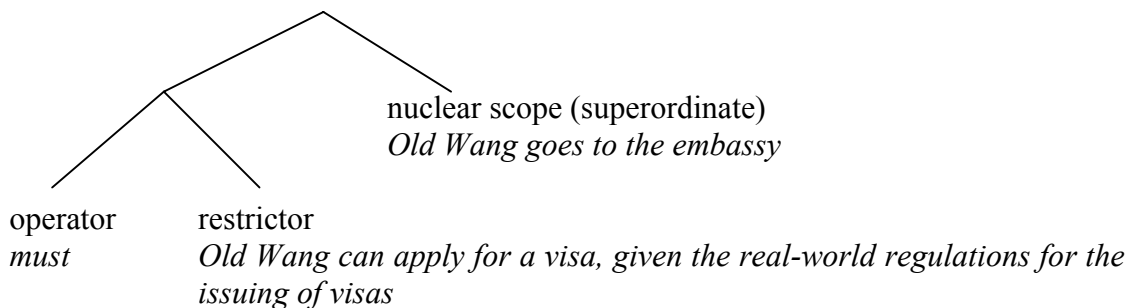 nuclear scope (superordinate)
Old Wang goes to the embassy
operator restrictor
must Old Wang can apply for a visa, given the real-world regulations for the
issuing of visas